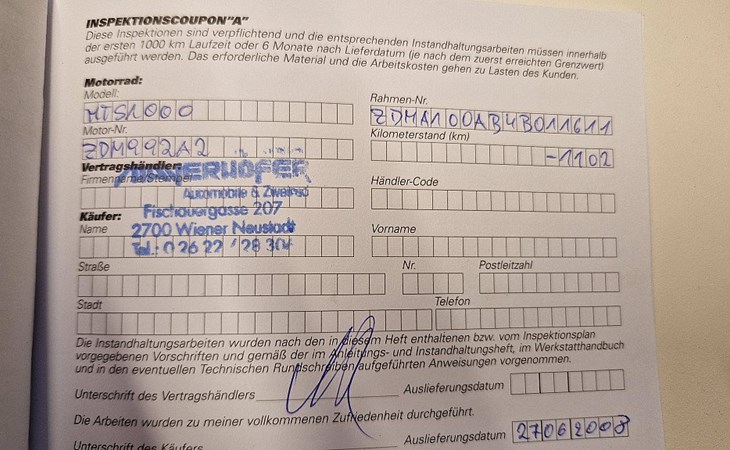 INSPEKTIONSCOUPON"A"
Diese Inspektionen sind verpflichtend und die entsprechenden Instandhaltungsarbeiten müssen innerhalb
der ersten 1000 km Laufzeit oder 6 Monate nach Lieferdatum (je nach dem zuerst erreichten Grenzwert)
ausgeführt werden. Das erforderliche Material und die Arbeitskosten gehen zu Lasten des Kunden.
Motorrad:
Modell:
MTS1000
Rahmen-Nr.
ZDMA100AB4B011611
Motor-Nr.
ZDM992A2
Kilometerstand (km)
-1102
Vertragshändler:
Firmenname/Stempel
Automobile & Zweirad
Fischauergasse 207
2700 Wiener Neustadt
Händler-Code
Käufer:
Name
Vorname
Straße
Nr.
Postleitzahl
Stadt
Telefon
Die Instandhaltungsarbeiten wurden nach den in diesem Heft enthaltenen bzw. vom Inspektionsplan
vorgegebenen Vorschriften und gemäß der im Anleitungs- und Instandhaltungsheft, im Werkstatthandbuch
und in den eventuellen Technischen Rundschreiben aufgeführten Anweisungen vorgenommen.
Unterschrift des Vertragshändlers
Auslieferungsdatum
Die Arbeiten wurden zu meiner vollkommenen Zufriedenheit durchgeführt.
Unterschrift des Käufers
Auslieferungsdatum 27062008